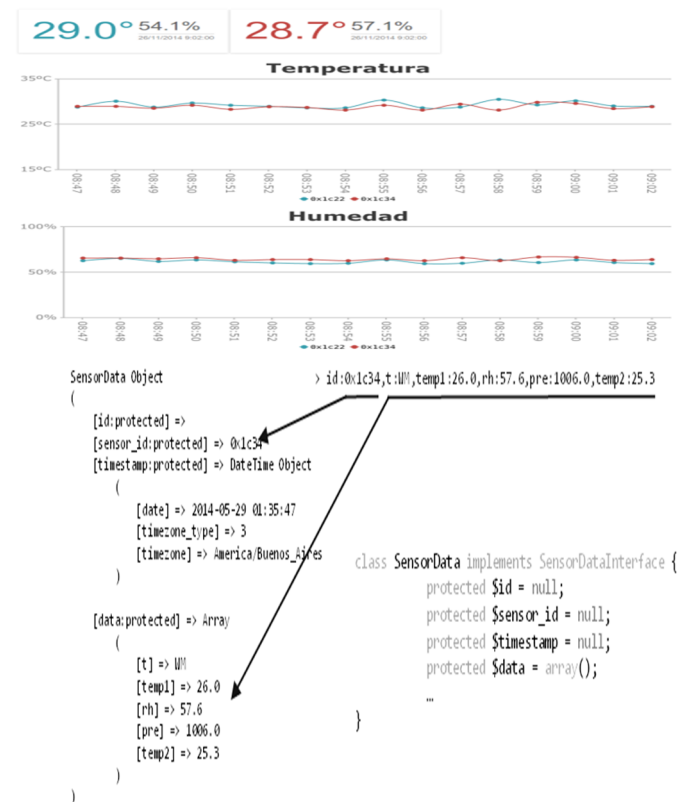 29.0° 54.1%
26/11/2014 9:02:00
28.7° 57.1%
26/11/2014 9:02:00
Temperatura
35ºC
25ºC
15ºC
08:47 08:48 08:49 08:50 08:51 08:52 08:53 08:54 08:55 08:56 08:57 08:58 08:59 09:00 09:01 09:02
0x1c22 0x1c34
Humedad
100%
50%
0%
08:47 08:48 08:49 08:50 08:51 08:52 08:53 08:54 08:55 08:56 08:57 08:58 08:59 09:00 09:01 09:02
0x1c22 0x1c34
> id:0x1c34,t:WM,temp1:26.0,rh:57.6,pre:1006.0,temp2:25.3
SensorData Object
(
[id:protected] =>
[sensor_id:protected] => 0x1c34
[timestamp:protected] => DateTime Object
(
[date] => 2014-05-29 01:35:47
[timezone_type] => 3
[timezone] => America/Buenos_Aires
)
[data:protected] => Array
(
[t] => WM
[temp1] => 26.0
[rh] => 57.6
[pre] => 1006.0
[temp2] => 25.3
)
)
class SensorData implements SensorDataInterface {
protected $id = null;
protected $sensor_id = null;
protected $timestamp = null;
protected $data = array();
...
}